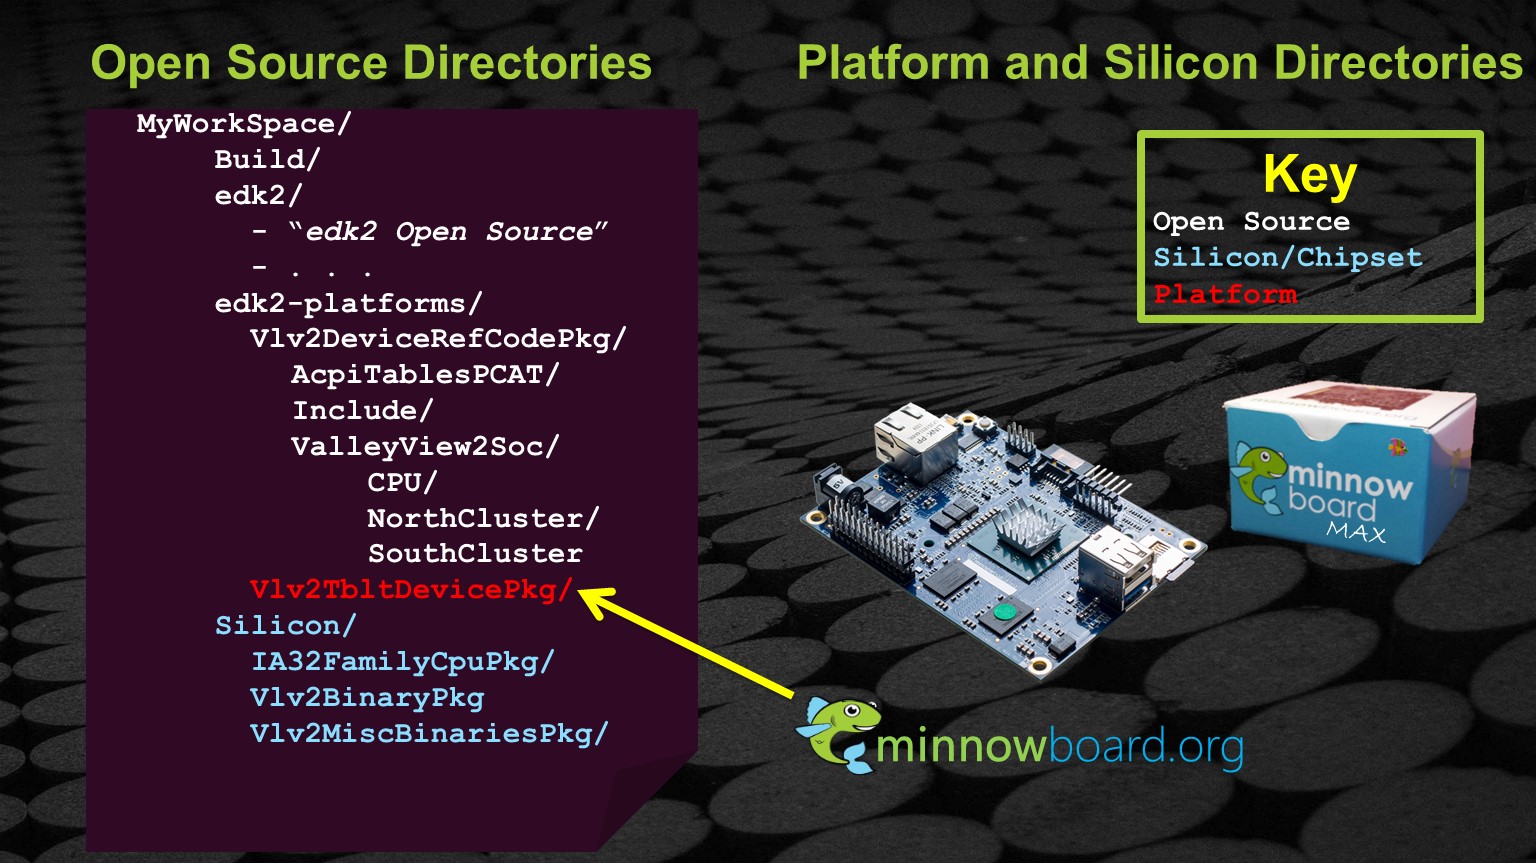 Open Source Directories
Platform and Silicon Directories
MyWorkSpace/
Build/
edk2/
- “edk2 Open Source”
- . . .
edk2-platforms/
Vlv2DeviceRefCodePkg/
AcpiTablesPCAT/
Include/
ValleyView2Soc/
CPU/
NorthCluster/
SouthCluster
Vlv2TbltDevicePkg/
Silicon/
IA32FamilyCpuPkg/
Vlv2BinaryPkg
Vlv2MiscBinariesPkg/
Key
Open Source
Silicon/Chipset
Platform
minnow
board
MAX
minnowboard.org